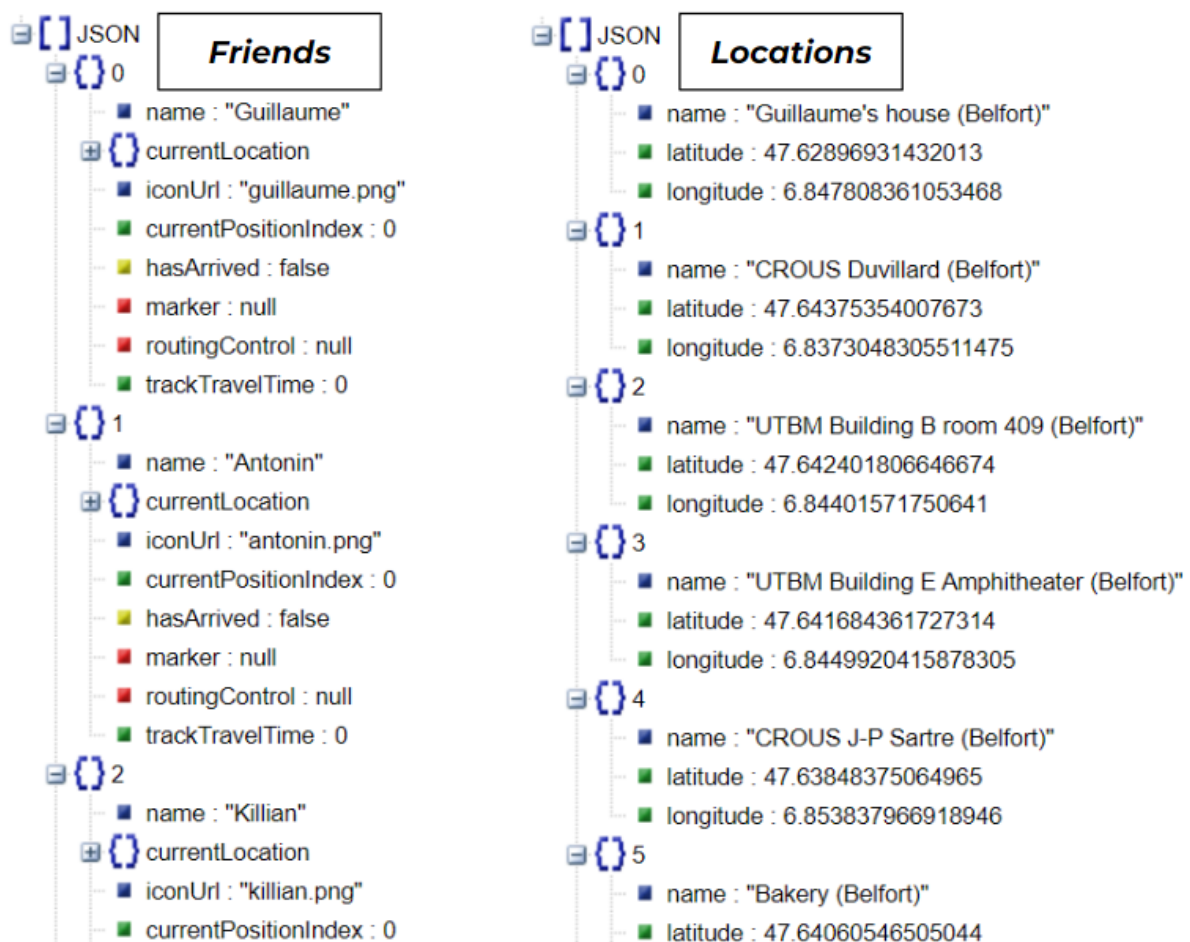 JSON
Friends
0
name : "Guillaume"
currentLocation
iconUrl : "guillaume.png"
currentPositionIndex : 0
hasArrived : false
marker : null
routingControl : null
trackTravelTime : 0
1
name : "Antonin"
currentLocation
iconUrl : "antonin.png"
currentPositionIndex : 0
hasArrived : false
marker : null
routingControl : null
trackTravelTime : 0
2
name : "Killian"
currentLocation
iconUrl : "killian.png"
currentPositionIndex : 0
JSON
Locations
0
name : "Guillaume's house (Belfort)"
latitude : 47.62896931432013
longitude : 6.847808361053468
1
name : "CROUS Duvillard (Belfort)"
latitude : 47.64375354007673
longitude : 6.8373048305511475
2
name : "UTBM Building B room 409 (Belfort)"
latitude : 47.642401806646674
longitude : 6.84401571750641
3
name : "UTBM Building E Amphitheater (Belfort)"
latitude : 47.641684361727314
longitude : 6.8449920415878305
4
name : "CROUS J-P Sartre (Belfort)"
latitude : 47.63848375064965
longitude : 6.853837966918946
5
name : "Bakery (Belfort)"
latitude : 47.64060546505044